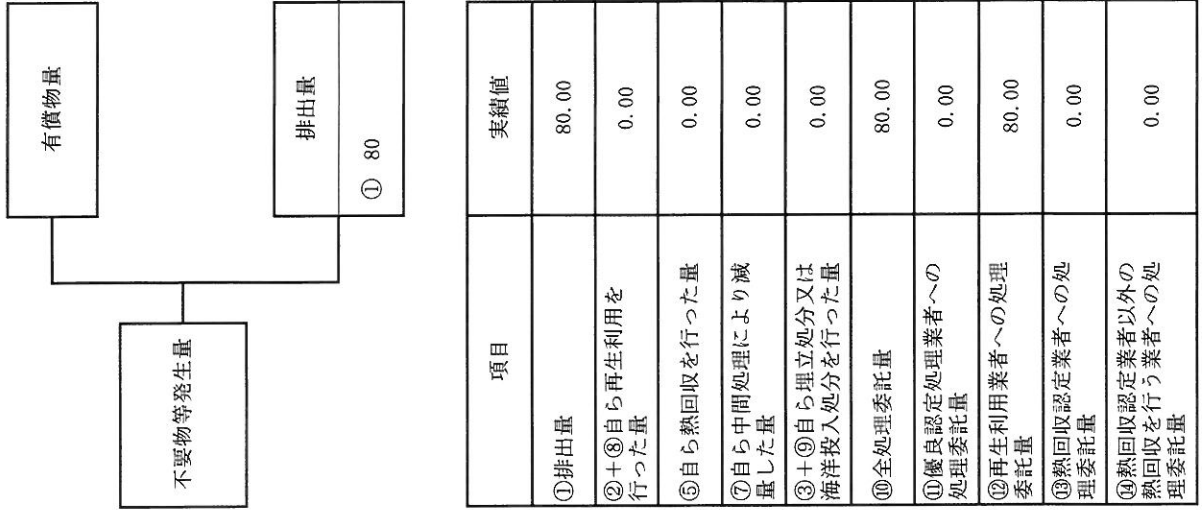 不要物等発生量
有償物量
排出量
① 80
項目
実績値
①排出量
80.00
②+⑧自ら再生利用を
行った量
0.00
⑤自ら熱回収を行った量
0.00
⑦自ら中間処理により減
量した量
0.00
③+⑨自ら埋立処分又は
海洋投入処分を行った量
0.00
⑩全処理委託量
80.00
⑪優良認定処理業者への
処理委託量
0.00
⑫再生利用業者への処理
委託量
80.00
⑬熱回収認定業者への処
理委託量
0.00
⑭熱回収認定業者以外の
熱回収を行う業者への処
理委託量
0.00